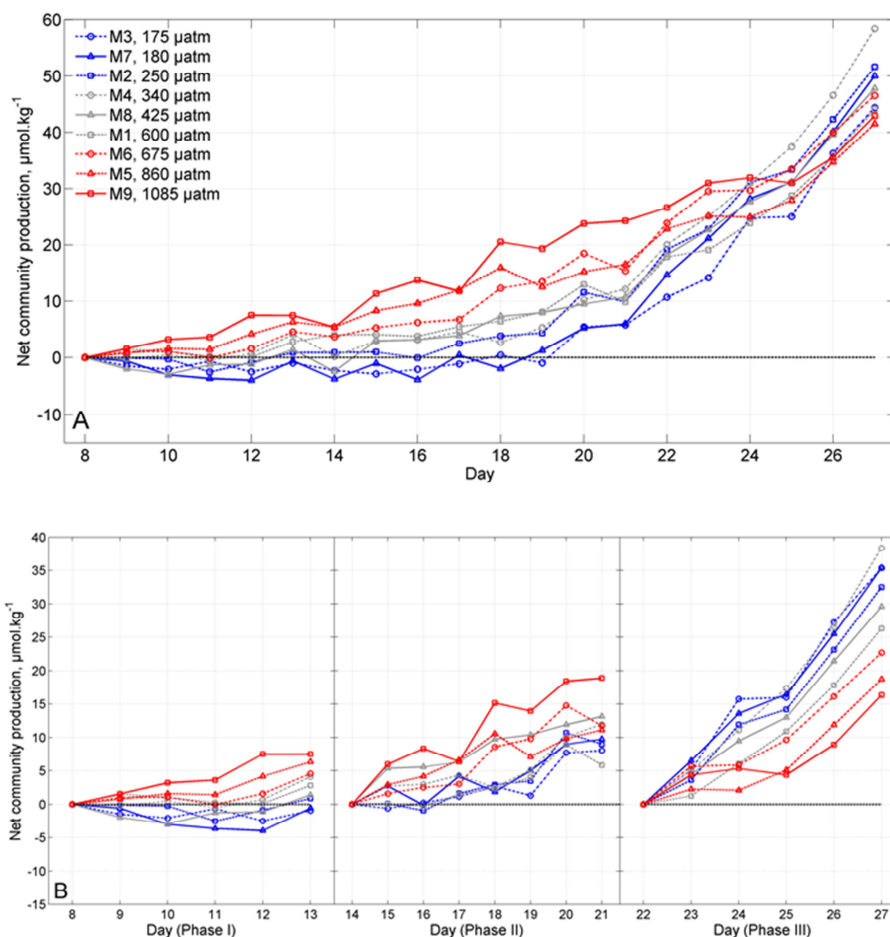 60
50
40
30
20
10
0
-10
Net community production, µmol.kg-1
M3, 175 µatm
M7, 180 µatm
M2, 250 µatm
M4, 340 µatm
M8, 425 µatm
M1, 600 µatm
M6, 675 µatm
M5, 860 µatm
M9, 1085 µatm
A
8 10 12 14 16 18 20 22 24 26
Day
40
35
30
25
20
15
10
5
0
-5
-10
-15
Net community production, µmol.kg-1
B
8 9 10 11 12 13 14 15 16 17 18 19 20 21 22 23 24 25 26 27
Day (Phase I) Day (Phase II) Day (Phase III)